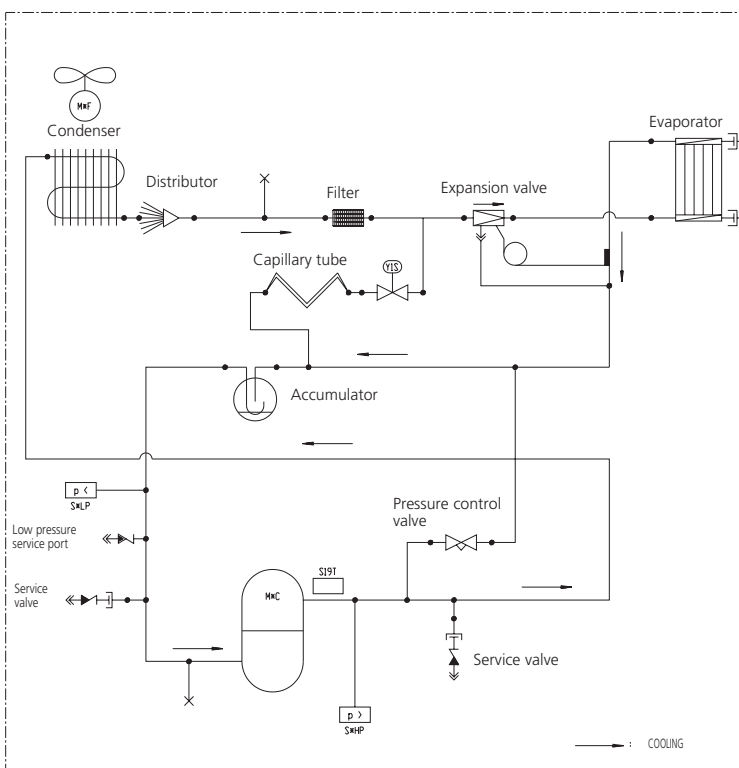 M*F
Condenser
Evaporator
Distributor
Filter
Expansion valve
Capillary tube
Y1S
Accumulator
p <
S*LP
Pressure control
valve
Low pressure
service port
S19T
Service
valve
M*C
Service valve
p >
S*HP
: COOLING